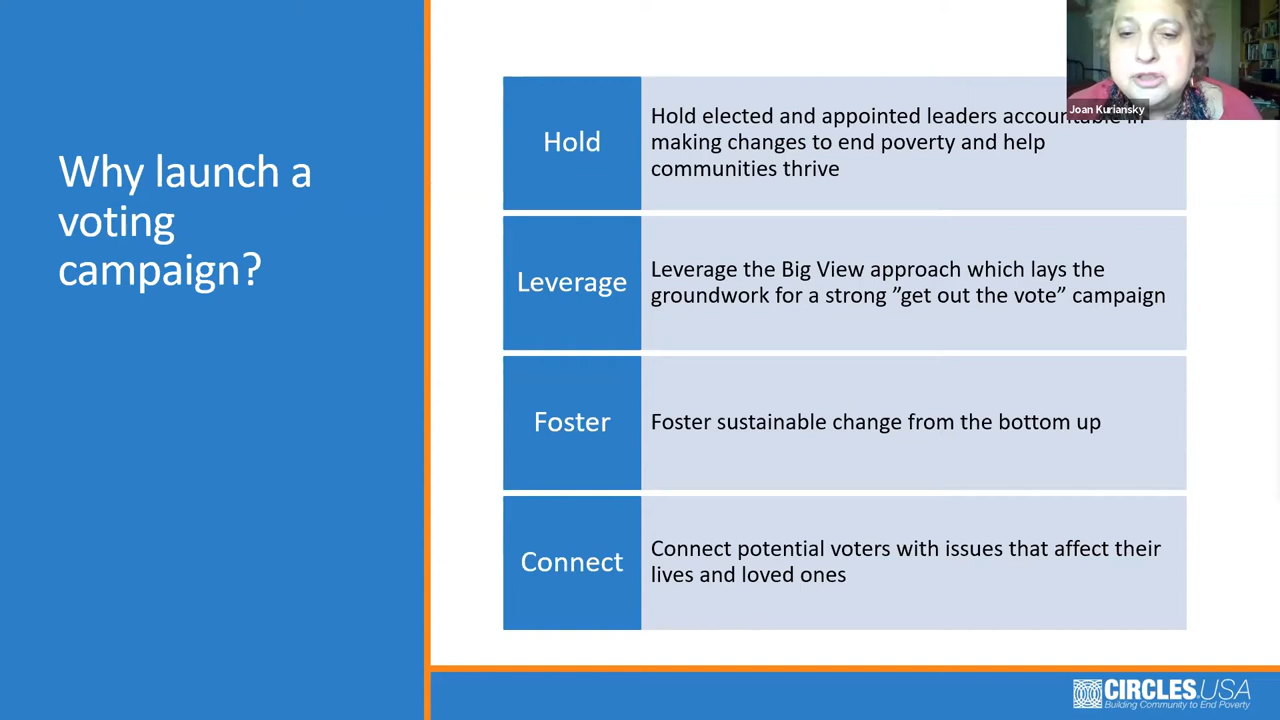 Why launch a
voting
campaign?
Hold
Hold elected and appointed leaders accountable in
making changes to end poverty and help
communities thrive
Leverage
Leverage the Big View approach which lays the
groundwork for a strong ”get out the vote” campaign
Foster
Foster sustainable change from the bottom up
Connect
Connect potential voters with issues that affect their
lives and loved ones
Joan Kuriansky
CIRCLES USA
Building Community to End Poverty